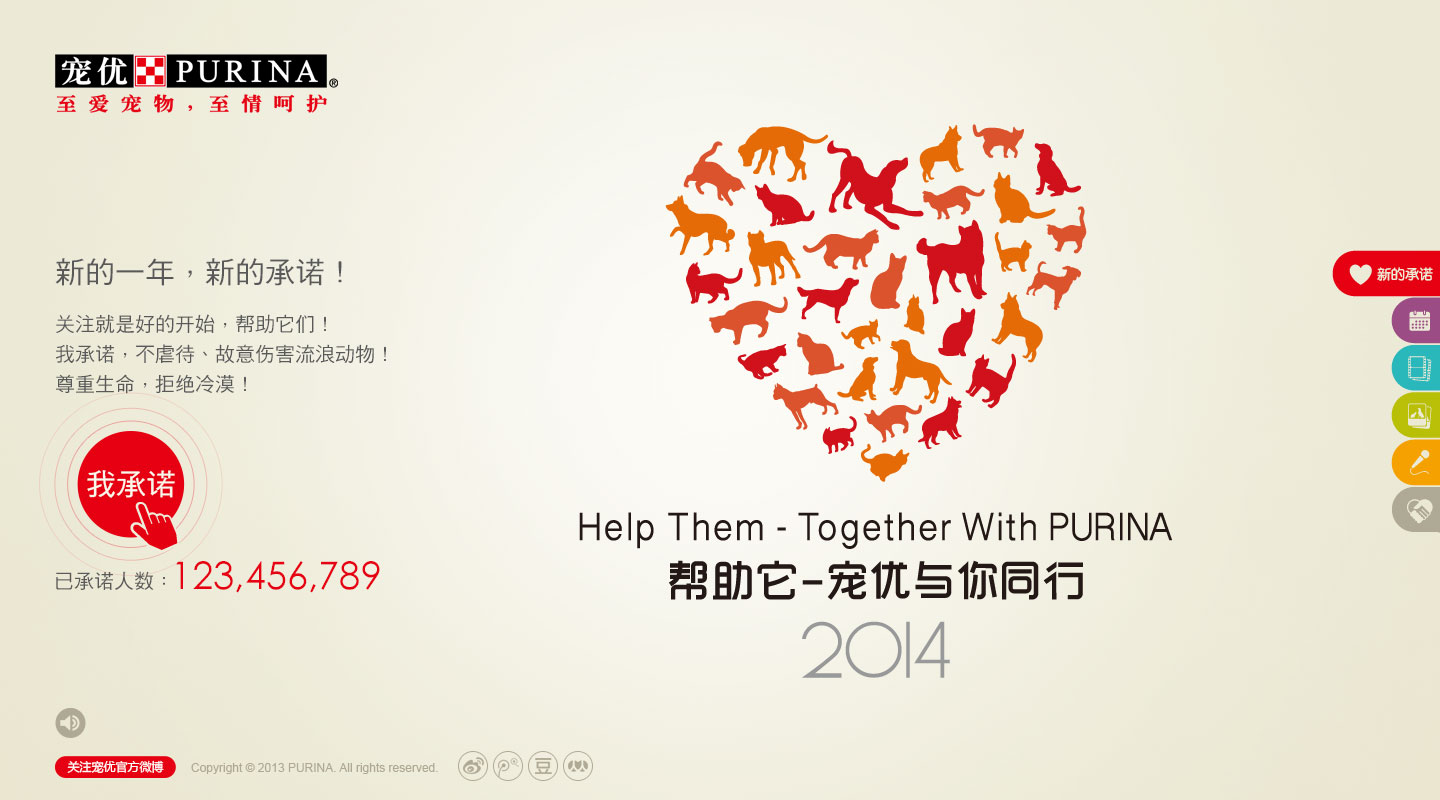 宠优 PURINA®
至爱宠物，至情呵护
新的一年，新的承诺！
关注就是好的开始，帮助它们！
我承诺，不虐待、故意伤害流浪动物！
尊重生命，拒绝冷漠！
我承诺
已承诺人数：123,456,789
Help Them - Together With PURINA
帮助它-宠优与你同行
2014
新的承诺
关注宠优官方微博
Copyright © 2013 PURINA. All rights reserved.
豆